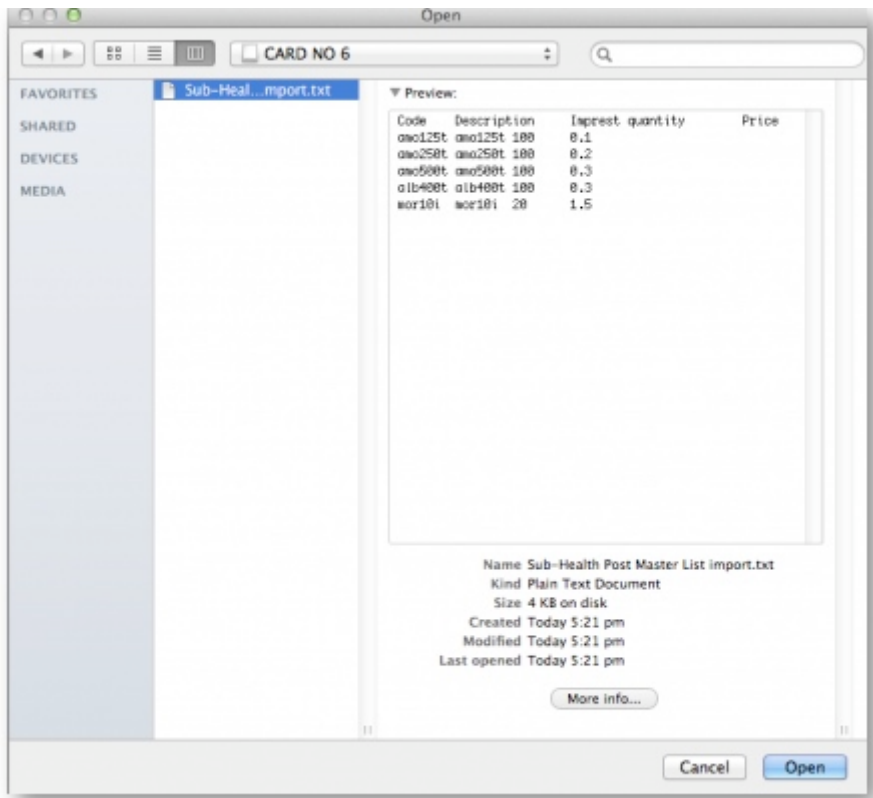 Open
CARD NO 6
FAVORITES
SHARED
DEVICES
MEDIA
Sub-Heal...mport.txt
Preview:
Code Description Imprest quantity Price
amo125t amo125t 100 0.1
amo250t amo250t 100 0.2
amo500t amo500t 100 0.3
alb400t alb400t 100 0.3
mor10i mor10i 20 1.5
Name Sub-Health Post Master List import.txt
Kind Plain Text Document
Size 4 KB on disk
Created Today 5:21 pm
Modified Today 5:21 pm
Last opened Today 5:21 pm
More info...
Cancel Open